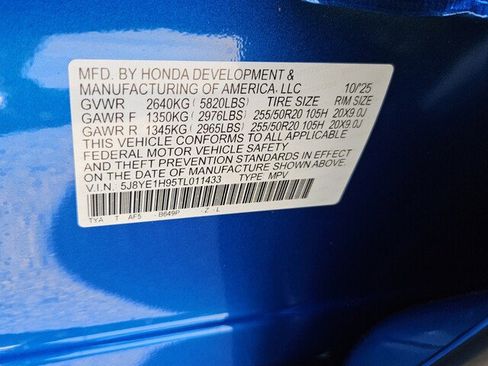 MFD. BY HONDA DEVELOPMENT &
MANUFACTURING OF AMERICA, LLC 10/'25
GVWR 2640KG ( 5820LBS) TIRE SIZE RIM SIZE
GAWR F 1350KG ( 2976LBS) 255/50R20 105H 20X9.0J
GAWR R 1345KG ( 2965LBS) 255/50R20 105H 20X9.0J
THIS VEHICLE CONFORMS TO ALL APPLICABLE
FEDERAL MOTOR VEHICLE SAFETY
AND THEFT PREVENTION STANDARDS IN EFFECT
ON THE DATE OF MANUFACTURE SHOWN ABOVE.
V.I.N. 5J8YE1H95TL011433 TYPE MPV
TYA T AF5 -B649P -Z -L